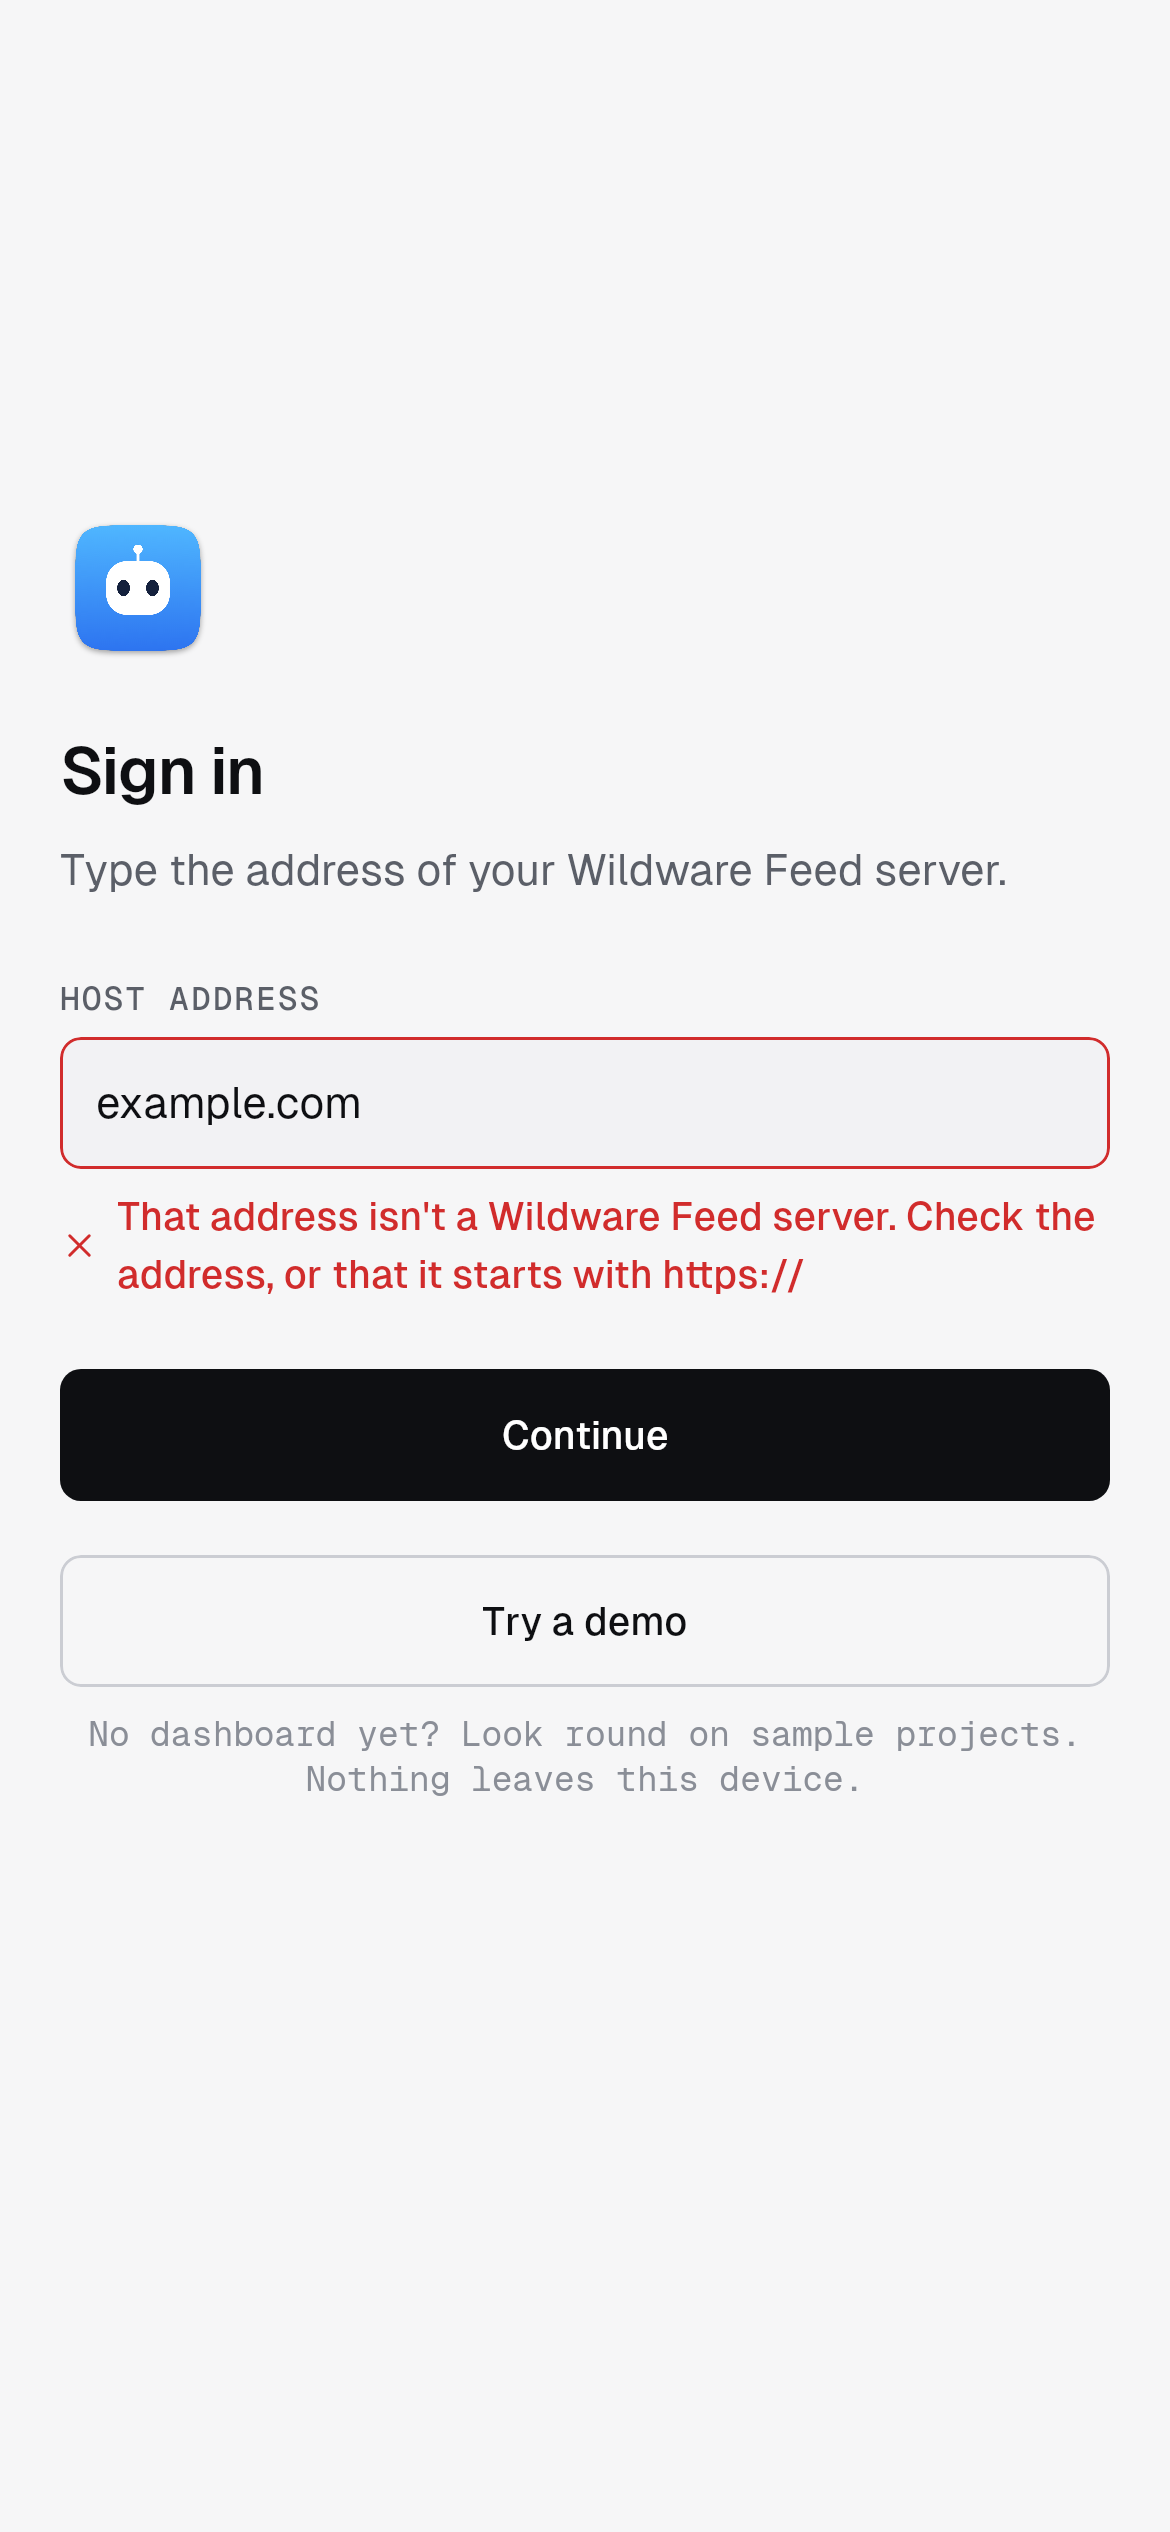 Sign in
Type the address of your Wildware Feed server.
HOST ADDRESS
example.com
That address isn't a Wildware Feed server. Check the
address, or that it starts with https://
Continue
Try a demo
No dashboard yet? Look round on sample projects.
Nothing leaves this device.